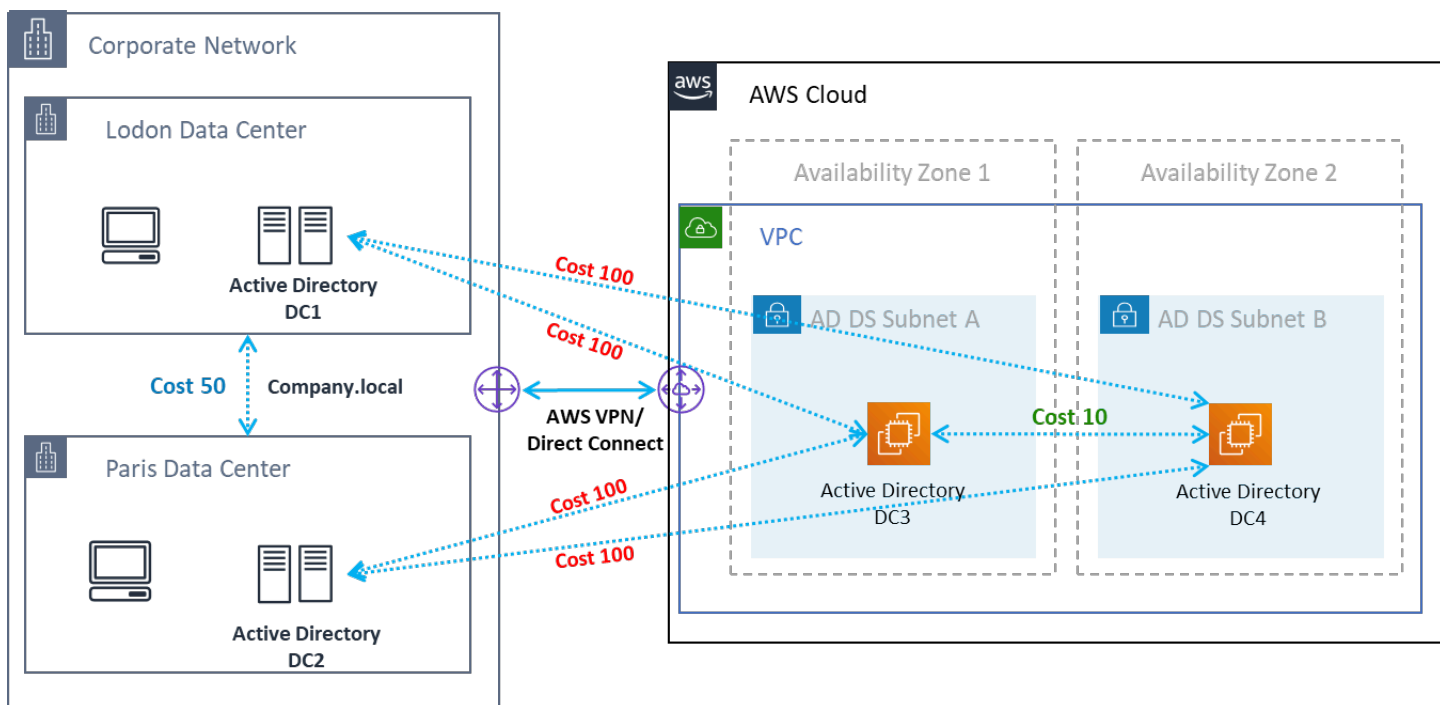 Corporate Network
Lodon Data Center
Active Directory
DC1
Cost 50
Company.local
Paris Data Center
Active Directory
DC2
Cost 100
Cost 100
Cost 100
Cost 100
AWS VPN/
Direct Connect
aws
AWS Cloud
Availability Zone 1
Availability Zone 2
VPC
AD DS Subnet A
AD DS Subnet B
Cost 10
Active Directory
DC3
Active Directory
DC4